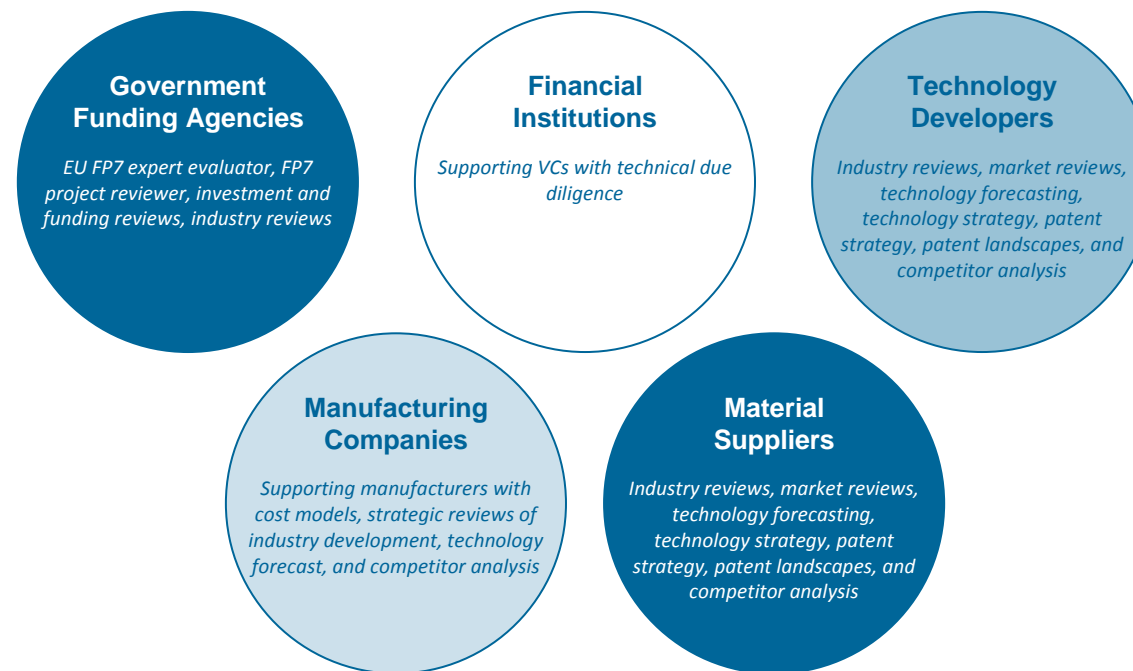 Government
Funding Agencies
EU FP7 expert evaluator, FP7
project reviewer, investment and
funding reviews, industry reviews
Financial
Institutions
Supporting VCs with technical due
diligence
Technology
Developers
Industry reviews, market reviews,
technology forecasting,
technology strategy, patent
strategy, patent landscapes, and
competitor analysis
Manufacturing
Companies
Supporting manufacturers with
cost models, strategic reviews of
industry development, technology
forecast, and competitor analysis
Material
Suppliers
Industry reviews, market reviews,
technology forecasting,
technology strategy, patent
strategy, patent landscapes, and
competitor analysis